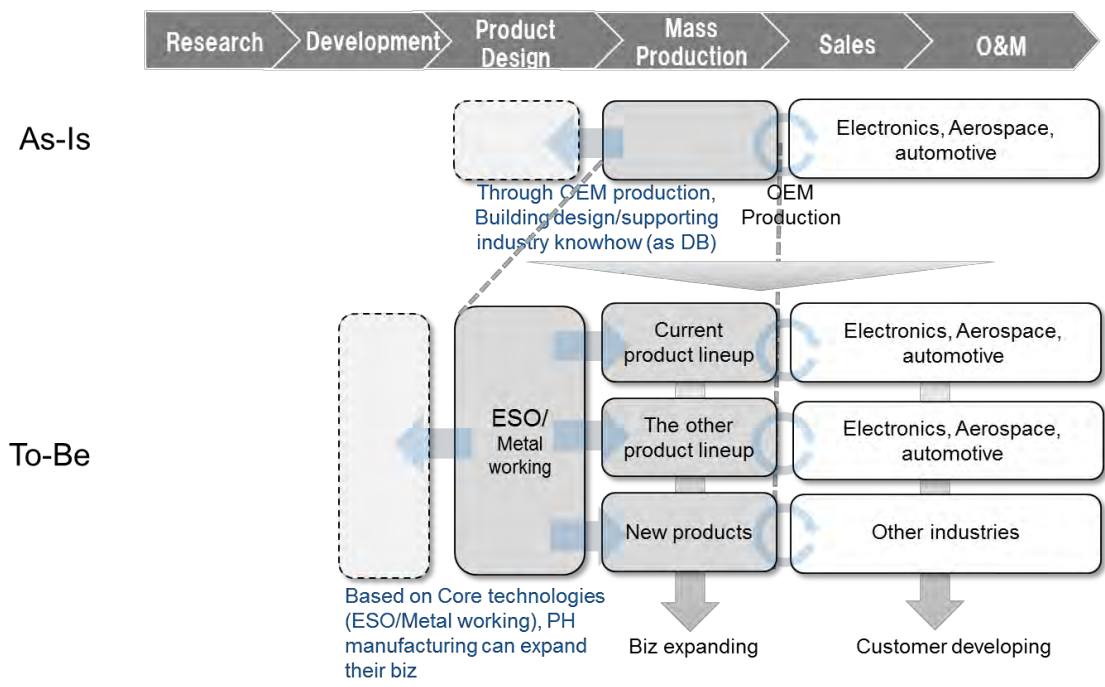 Research
Development
Product
Design
Mass
Production
Sales
O&M
As-Is
Electronics, Aerospace,
automotive
Through OEM production,
Building design/supporting
industry knowhow (as DB)
OEM
Production
To-Be
ESO/
Metal
working
Current
product lineup
Electronics, Aerospace,
automotive
The other
product lineup
Electronics, Aerospace,
automotive
New products
Other industries
Based on Core technologies
(ESO/Metal working), PH
manufacturing can expand
their biz
Biz expanding
Customer developing